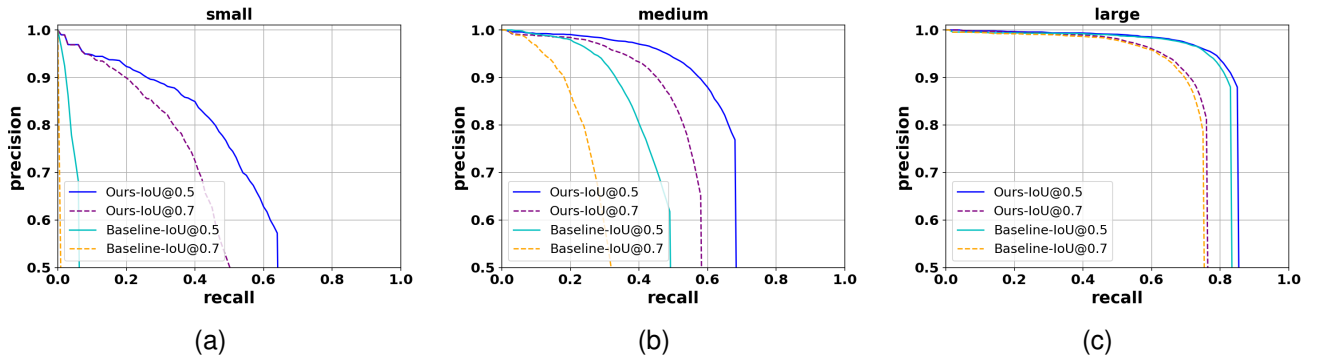 small
1.0
0.9
0.8
0.7
0.6
0.5
precision
Ours-IoU@0.5
Ours-IoU@0.7
Baseline-IoU@0.5
Baseline-IoU@0.7
0.0 0.2 0.4 0.6 0.8 1.0
recall
(a)
medium
1.0
0.9
0.8
0.7
0.6
0.5
precision
Ours-IoU@0.5
Ours-IoU@0.7
Baseline-IoU@0.5
Baseline-IoU@0.7
0.0 0.2 0.4 0.6 0.8 1.0
recall
(b)
large
1.0
0.9
0.8
0.7
0.6
0.5
precision
Ours-IoU@0.5
Ours-IoU@0.7
Baseline-IoU@0.5
Baseline-IoU@0.7
0.0 0.2 0.4 0.6 0.8 1.0
recall
(c)